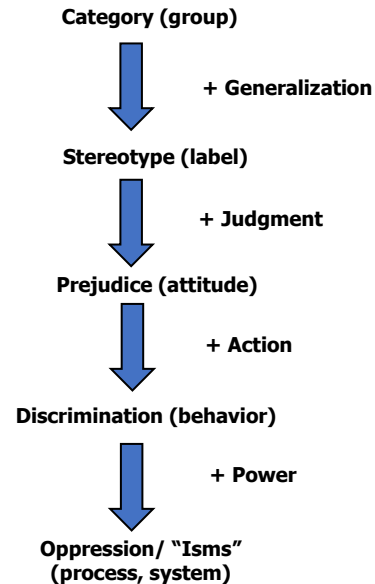 Category (group)
+ Generalization
Stereotype (label)
+ Judgment
Prejudice (attitude)
+ Action
Discrimination (behavior)
+ Power
Oppression/ “Isms”
(process, system)